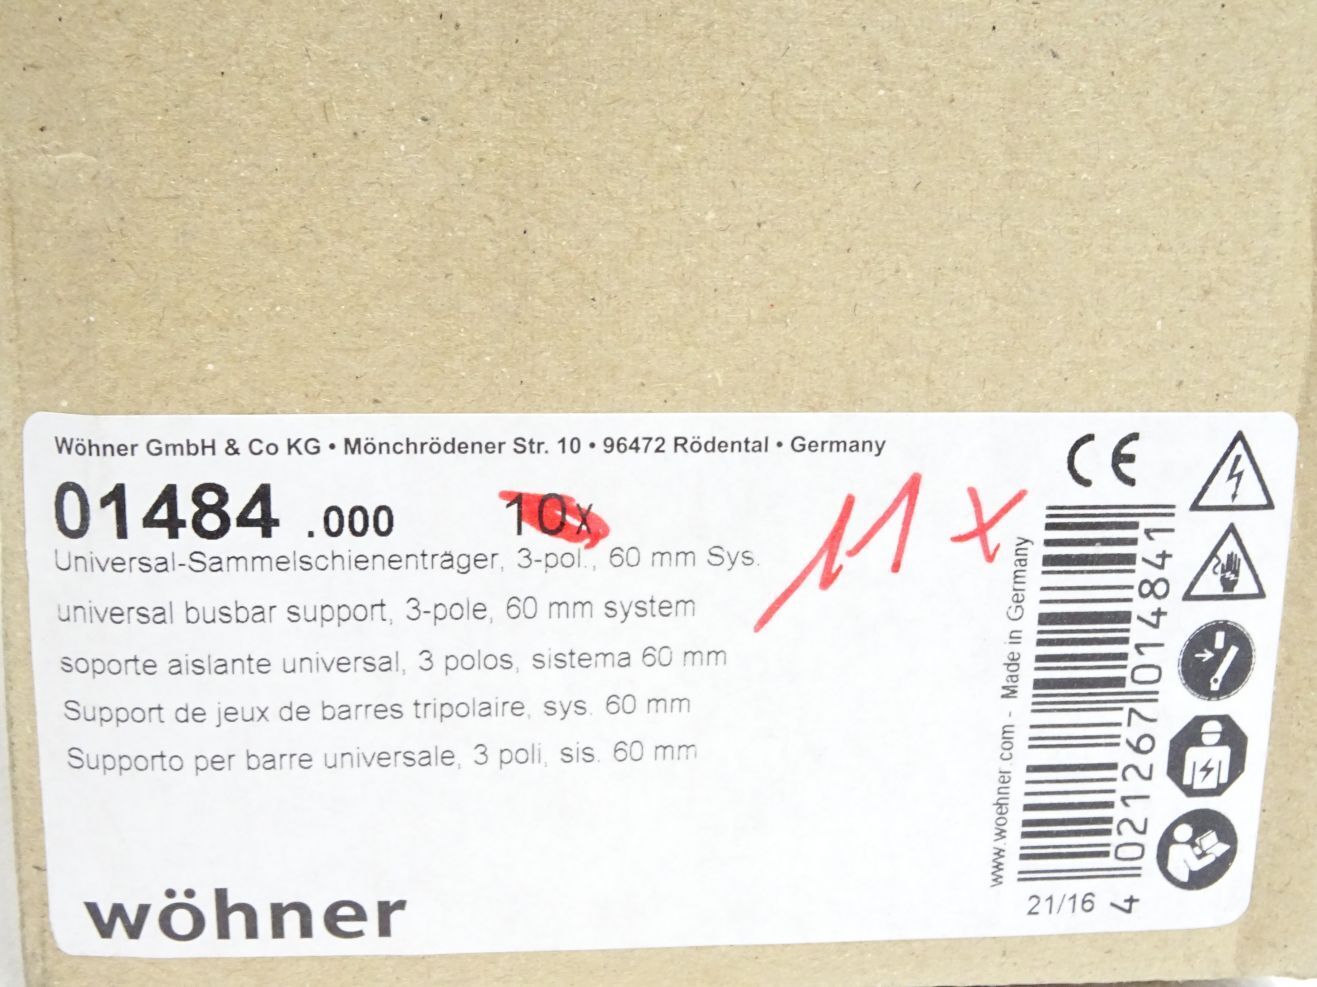 Wöhner GmbH & Co KG • Mönchrödener Str. 10 • 96472 Rödental • Germany
01484 .000 10x
11 x
Universal-Sammelschienenträger, 3-pol., 60 mm Sys.
universal busbar support, 3-pole, 60 mm system
soporte aislante universal, 3 polos, sistema 60 mm
Support de jeux de barres tripolaire, sys. 60 mm
Supporto per barre universale, 3 poli, sis. 60 mm
wöhner
CE
www.woehner.com - Made in Germany
4 021267 014841
21/16